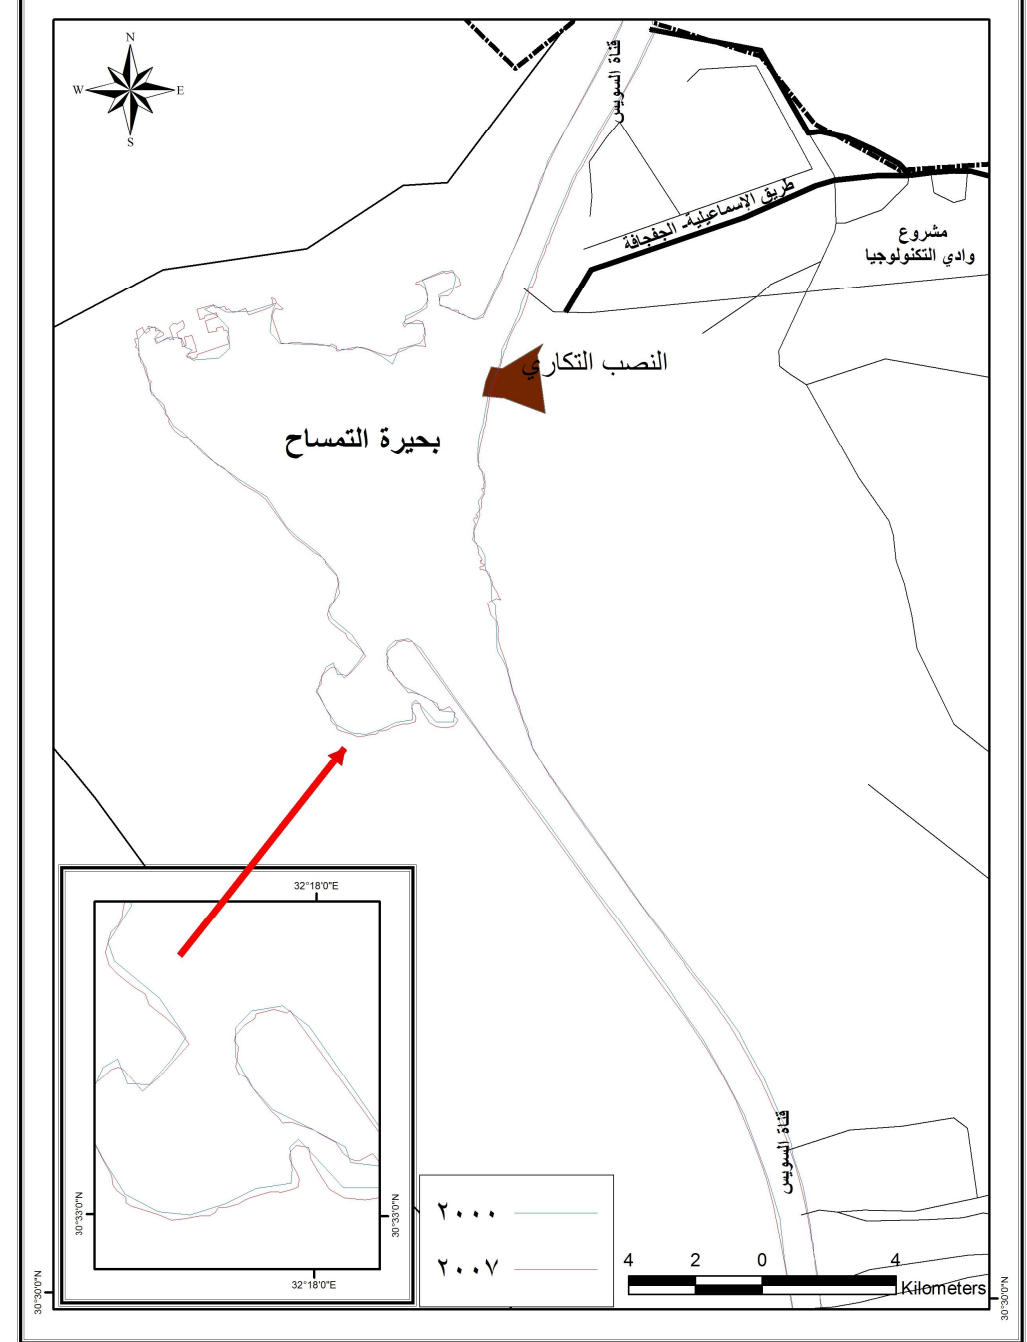 N
W
E
S
قناة السويس
طريق الإسماعيلية- الجفجافة
مشروع
وادي التكنولوجيا
النصب التكاري
بحيرة التمساح
32°18'0"E
30°33'0"N
30°33'0"N
32°18'0"E
قناة السويس
٢٠٠٠
٢٠٠٧
4 2 0 4
Kilometers
30°30'0"N
30°30'0"N